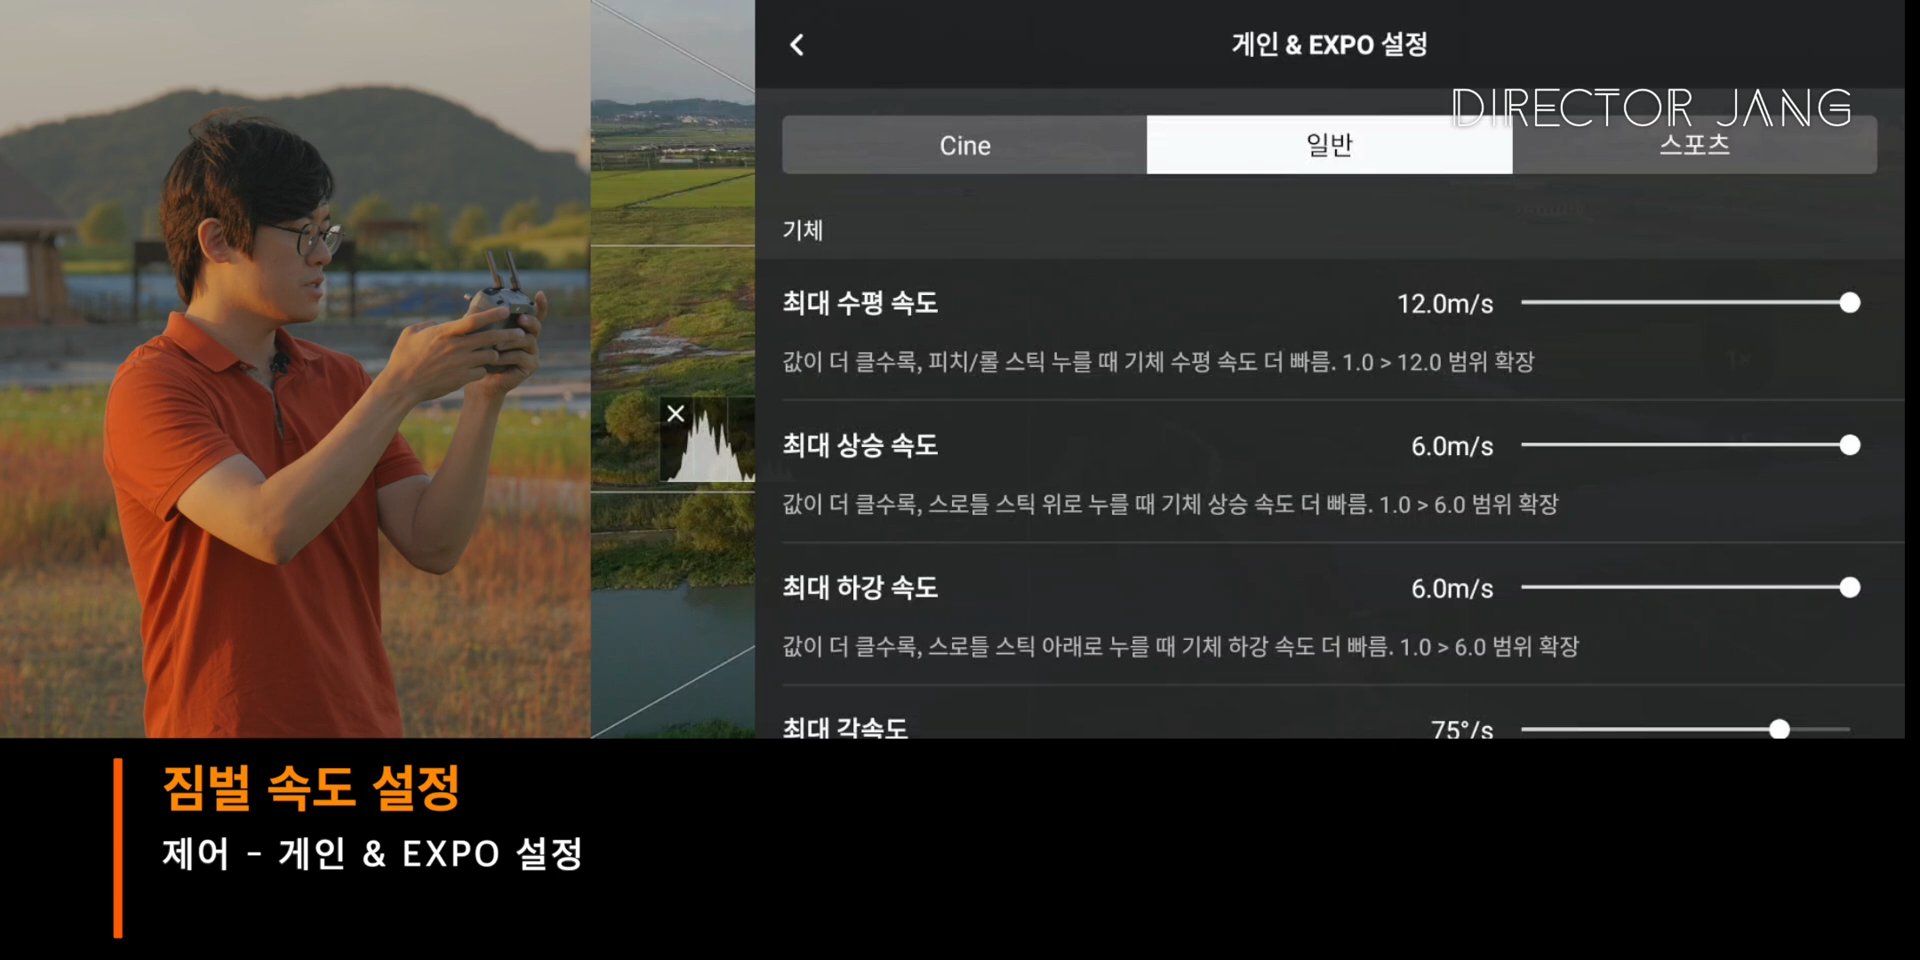 게인 & EXPO 설정
DIRECTOR JANG
Cine
일반
스포츠
기체
최대 수평 속도
12.0m/s
값이 더 클수록, 피치/롤 스틱 누를 때 기체 수평 속도 더 빠름. 1.0 > 12.0 범위 확장
최대 상승 속도
6.0m/s
값이 더 클수록, 스로틀 스틱 위로 누를 때 기체 상승 속도 더 빠름. 1.0 > 6.0 범위 확장
최대 하강 속도
6.0m/s
값이 더 클수록, 스로틀 스틱 아래로 누를 때 기체 하강 속도 더 빠름. 1.0 > 6.0 범위 확장
최대 각속도
75°/s
짐벌 속도 설정
제어 - 게인 & EXPO 설정